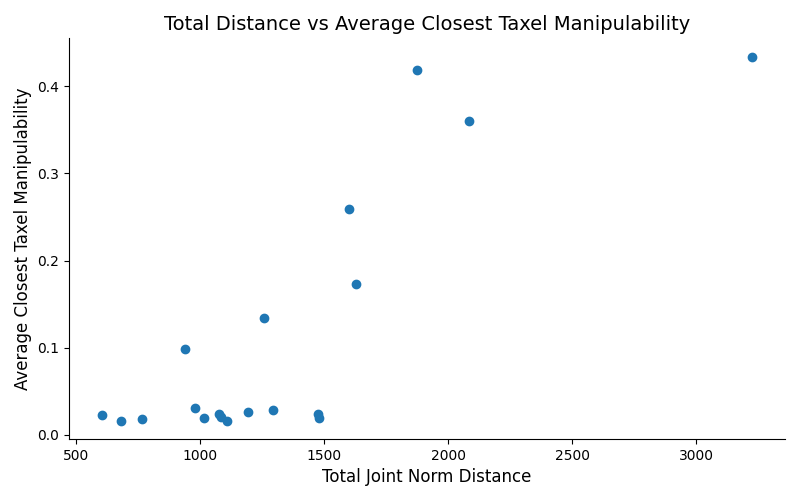 Total Distance vs Average Closest Taxel Manipulability
Average Closest Taxel Manipulability
0.4
0.3
0.2
0.1
0.0
500 1000 1500 2000 2500 3000
Total Joint Norm Distance